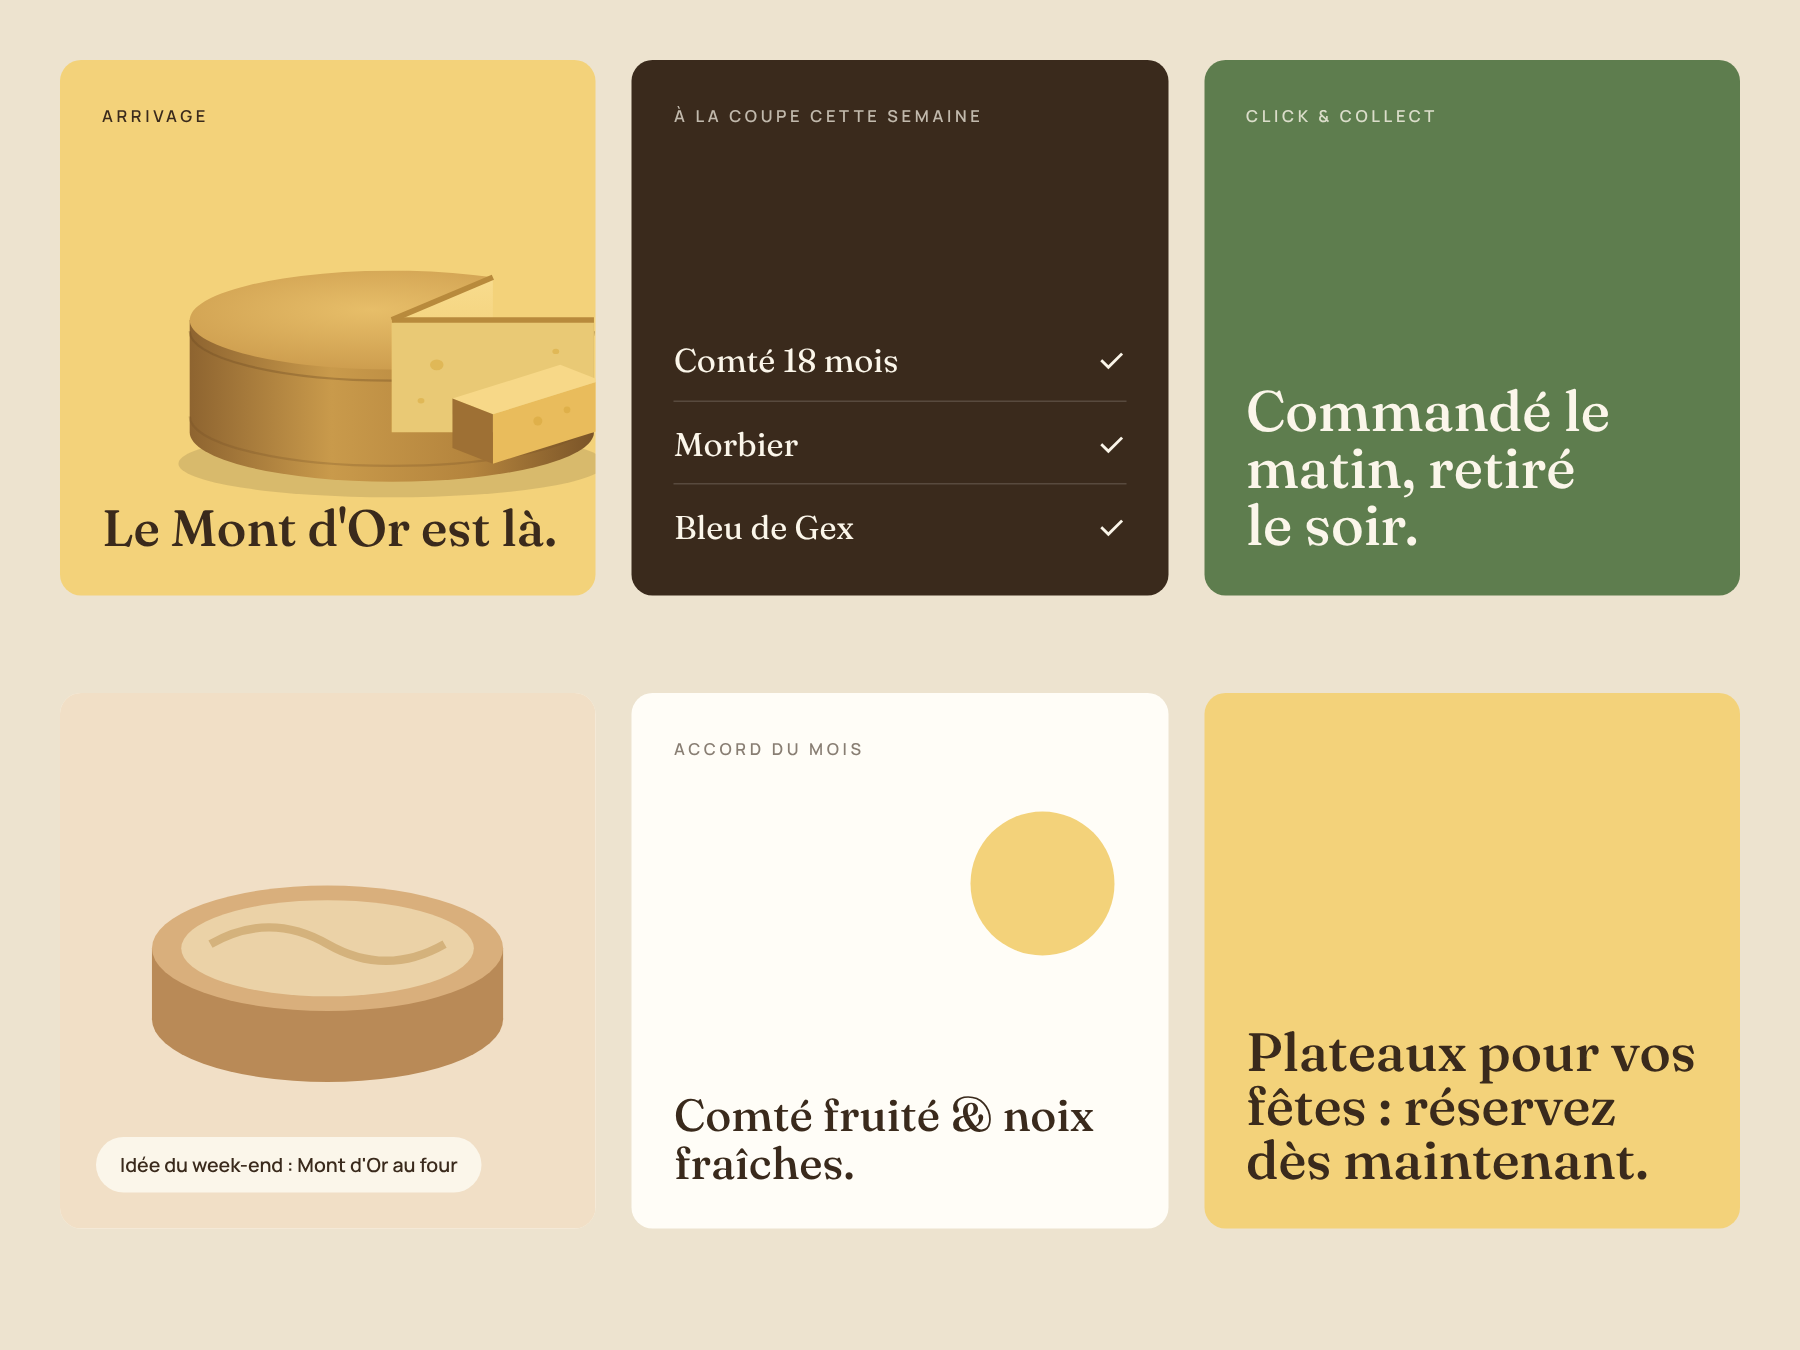 ARRIVAGE
Le Mont d'Or est là.
À LA COUPE CETTE SEMAINE
Comté 18 mois
Morbier
Bleu de Gex
CLICK & COLLECT
Commandé le
matin, retiré
le soir.
Idée du week-end : Mont d'Or au four
ACCORD DU MOIS
Comté fruité & noix
fraîches.
Plateaux pour vos
fêtes : réservez
dès maintenant.